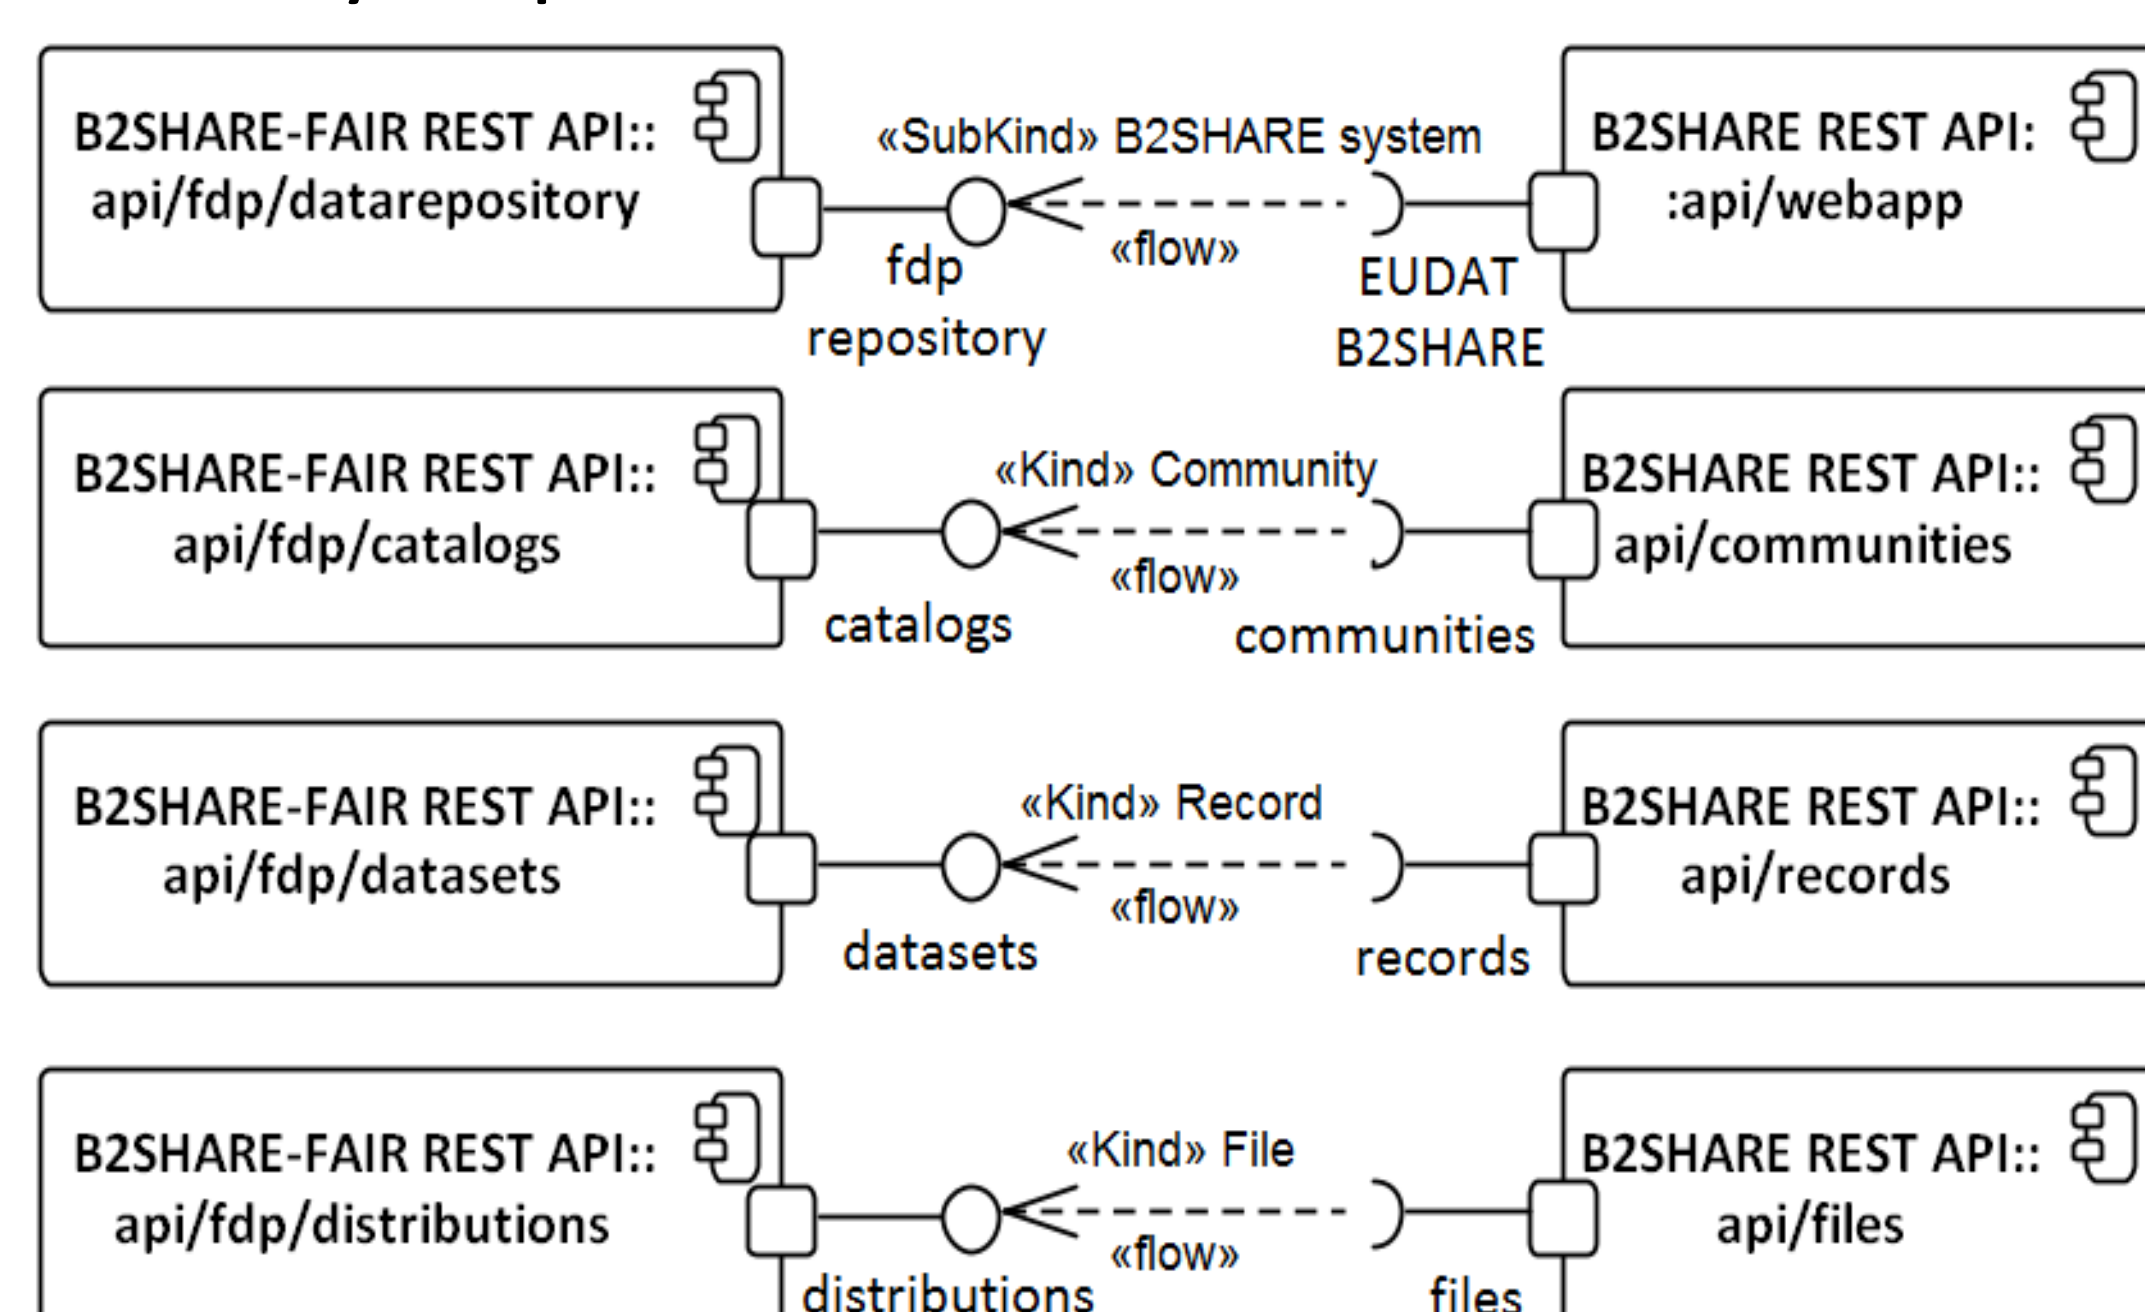 B2SHARE-FAIR REST API::
api/fdp/datarepository
«SubKind» B2SHARE system
«flow»
fdp
repository
EUDAT
B2SHARE
B2SHARE REST API:
:api/webapp
B2SHARE-FAIR REST API::
api/fdp/catalogs
«Kind» Community
«flow»
catalogs
communities
B2SHARE REST API::
api/communities
B2SHARE-FAIR REST API::
api/fdp/datasets
«Kind» Record
«flow»
datasets
records
B2SHARE REST API::
api/records
B2SHARE-FAIR REST API::
api/fdp/distributions
«Kind» File
«flow»
distributions
files
B2SHARE REST API::
api/files